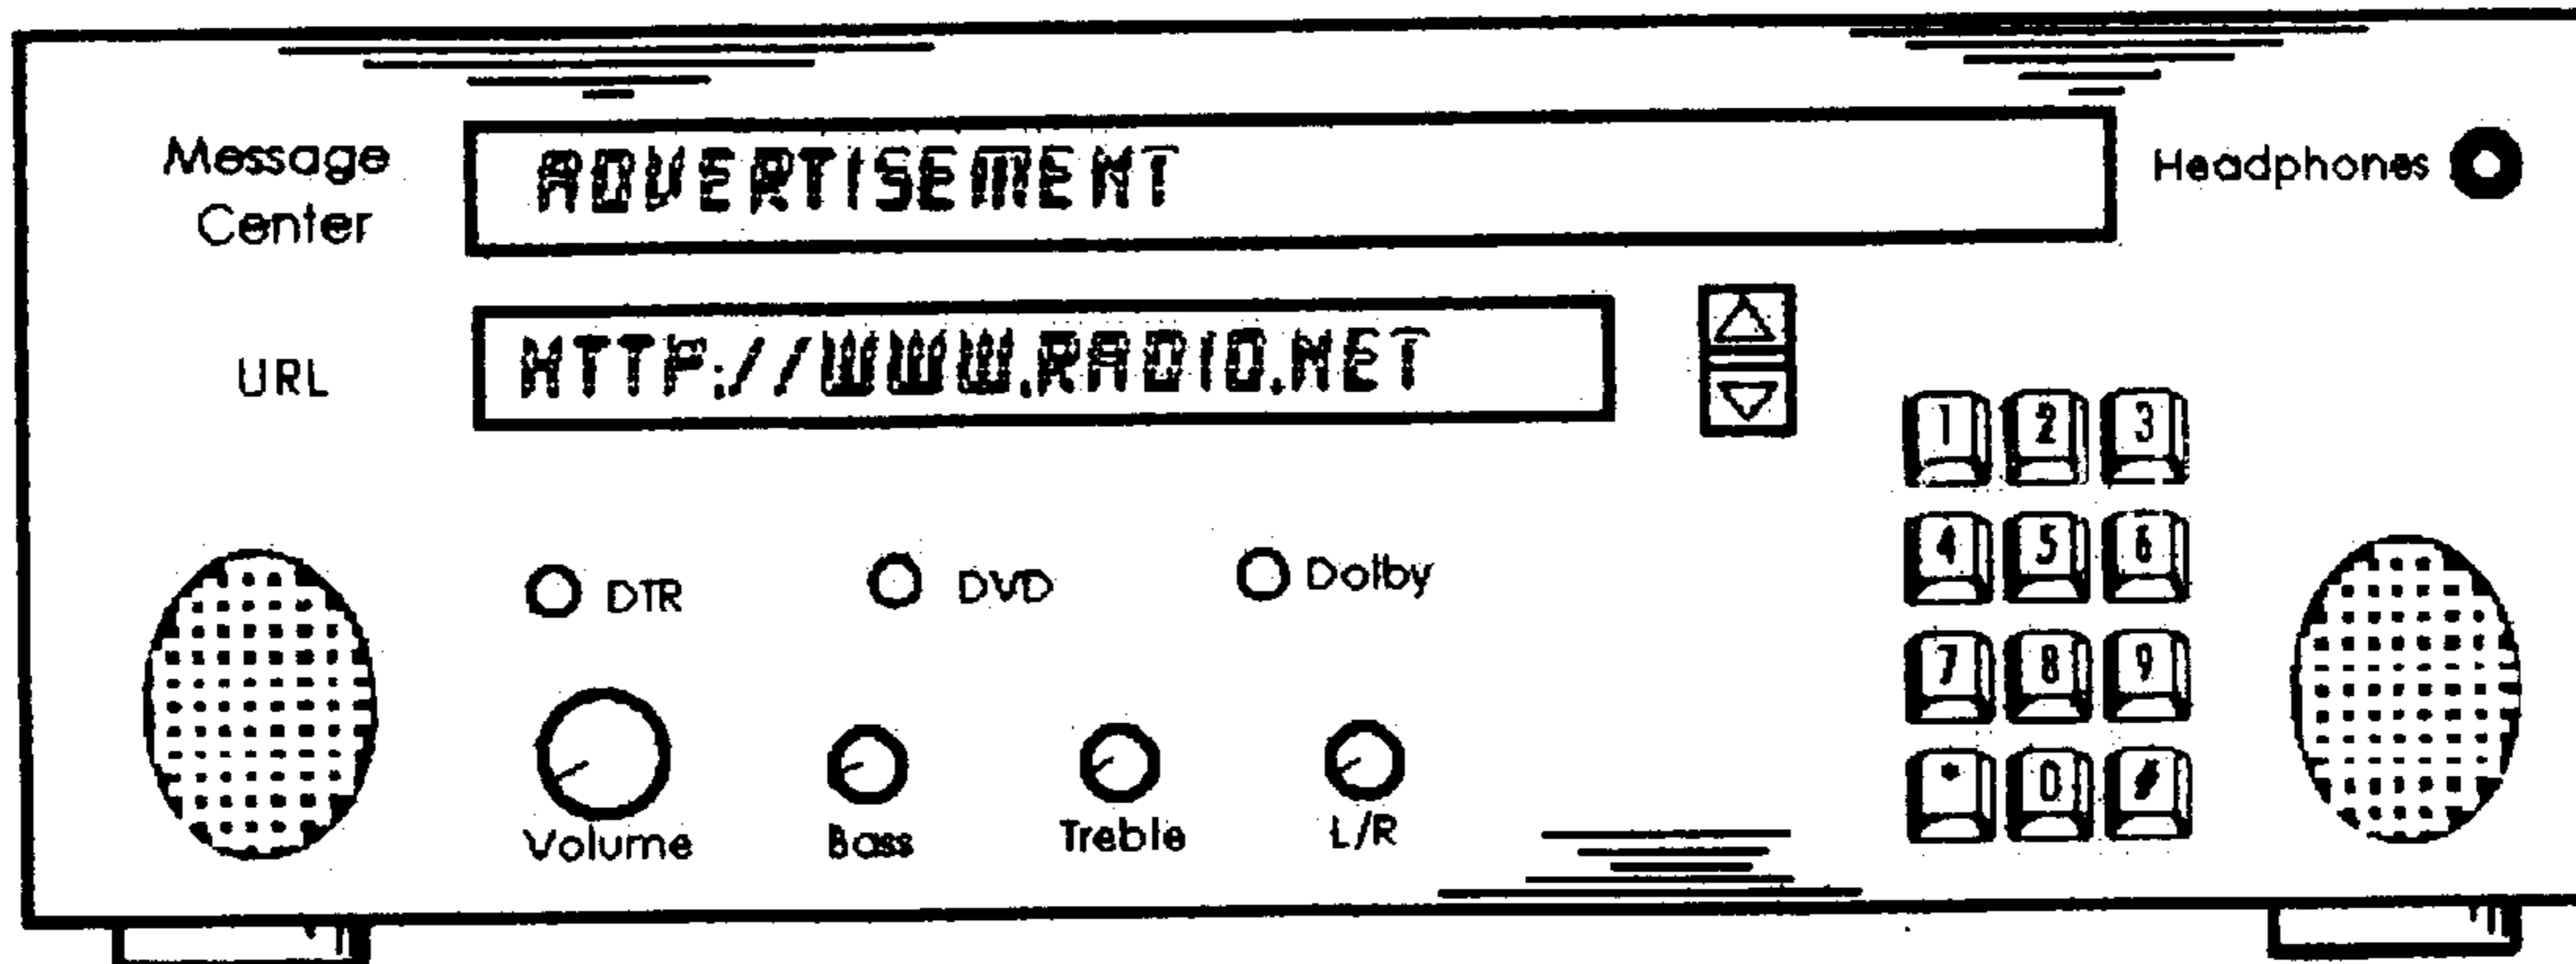 Message
Center
ADVERTISEMENT
Headphones
URL
HTTP://WWW.RADIO.NET
1 2 3
4 5 6
7 8 9
* 0 #
DTR
DVD
Dolby
Volume
Bass
Treble
L/R